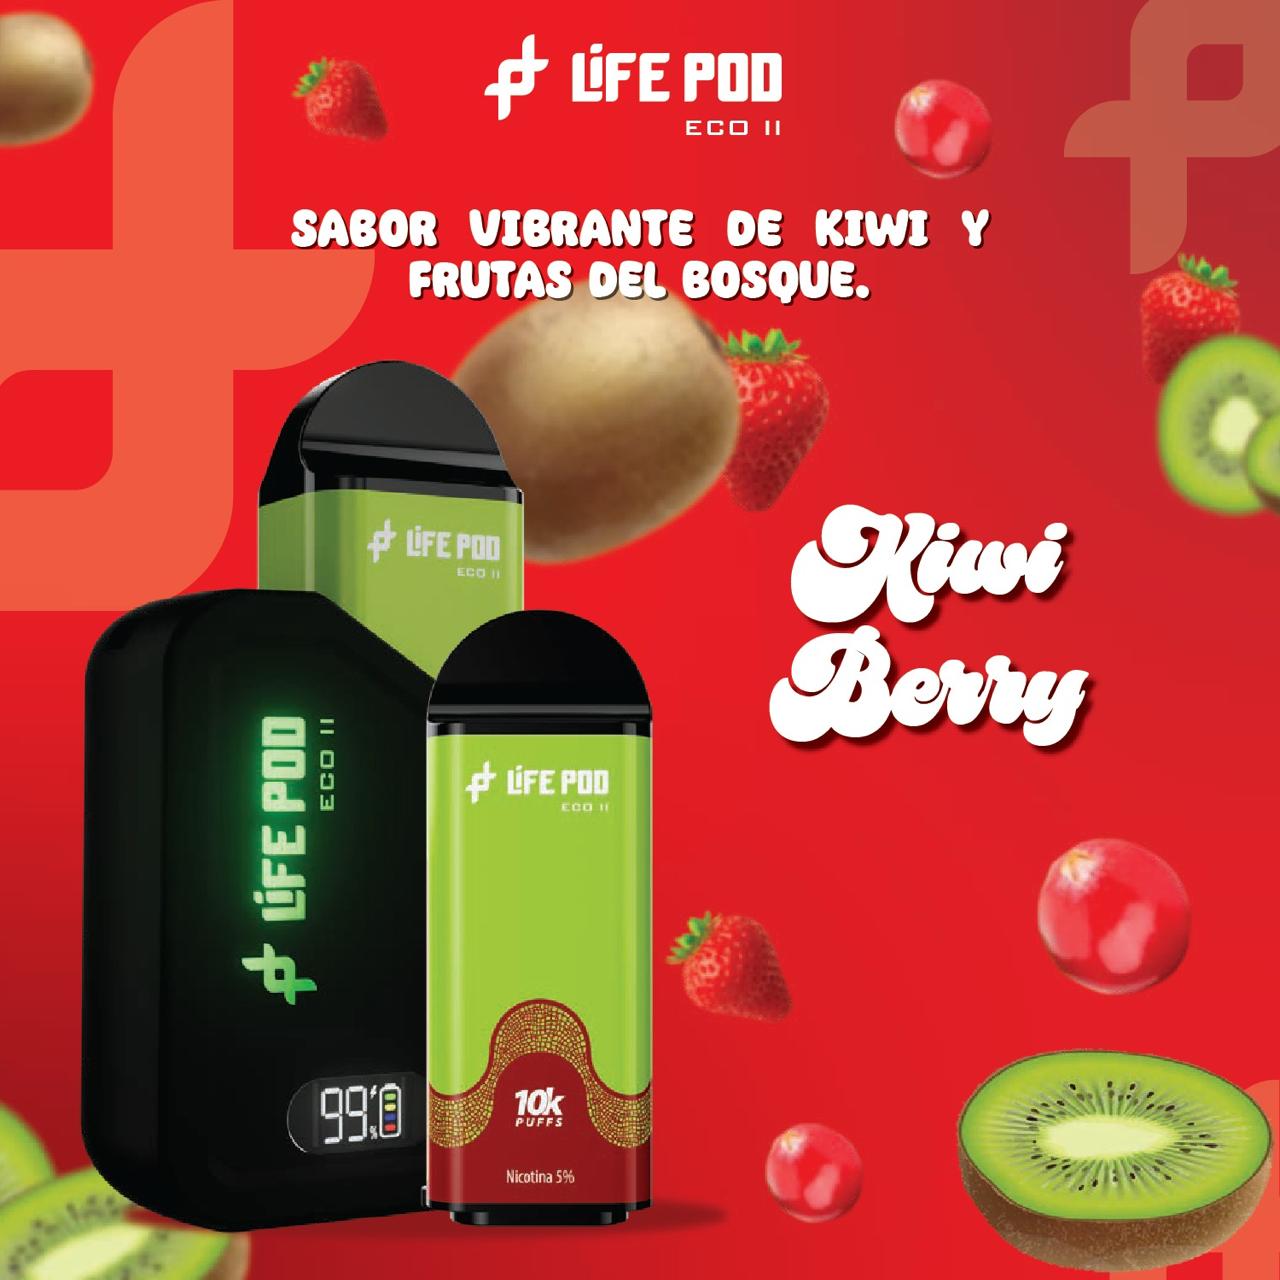 LiFE POD
ECO II
SABOR VIBRANTE DE KIWI Y
FRUTAS DEL BOSQUE.
LiFE POD
ECO II
Kiwi
Berry
LiFE POD
ECO II
LiFE POD
ECO II
99%
10k
PUFFS
Nicotina 5%